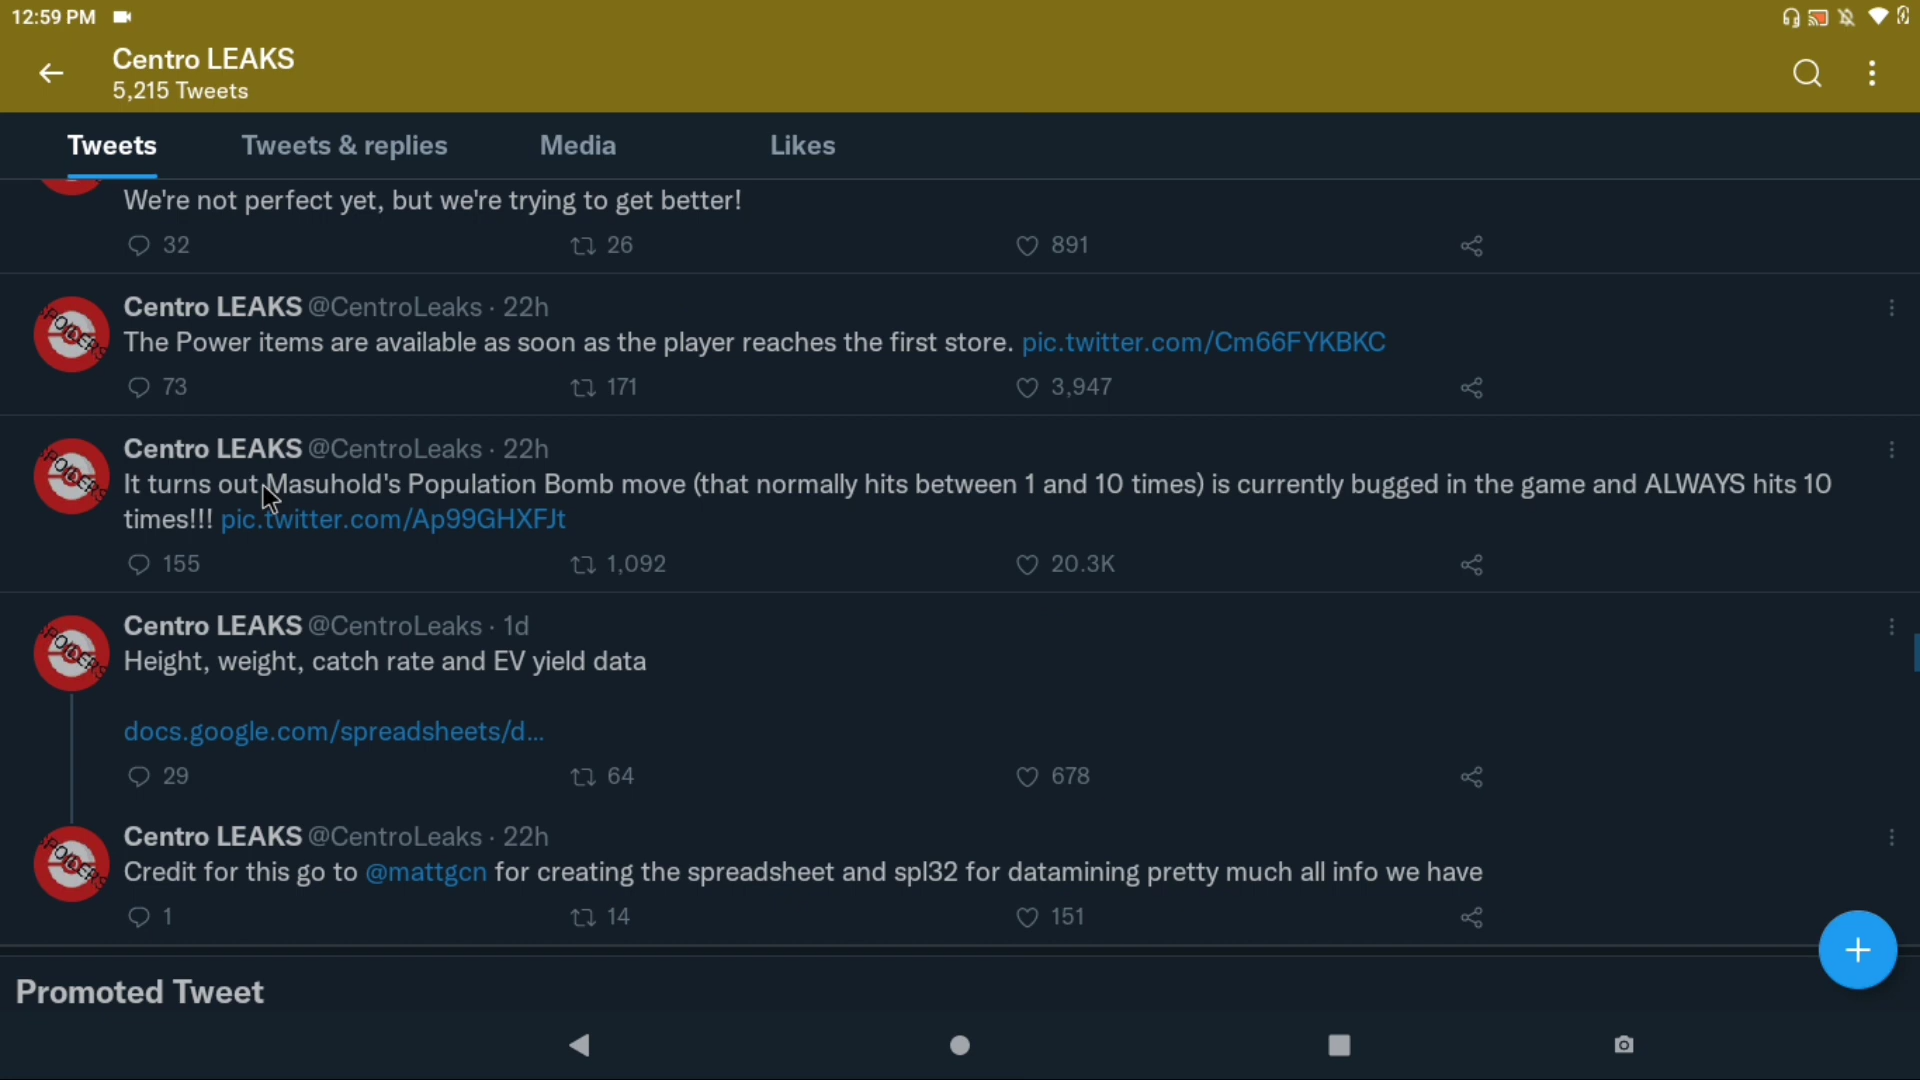 12:59 PM
Centro LEAKS
5,215 Tweets
Tweets Tweets & replies Media Likes
We're not perfect yet, but we're trying to get better!
32 26 891
Centro LEAKS @CentroLeaks · 22h
The Power items are available as soon as the player reaches the first store. pic.twitter.com/Cm66FYKBKC
73 171 3,947
Centro LEAKS @CentroLeaks · 22h
It turns out Masuhold's Population Bomb move (that normally hits between 1 and 10 times) is currently bugged in the game and ALWAYS hits 10
times!!! pic.twitter.com/Ap99GHXFJt
155 1,092 20.3K
Centro LEAKS @CentroLeaks · 1d
Height, weight, catch rate and EV yield data
docs.google.com/spreadsheets/d...
29 64 678
Centro LEAKS @CentroLeaks · 22h
Credit for this go to @mattgcn for creating the spreadsheet and spl32 for datamining pretty much all info we have
1 14 151
Promoted Tweet